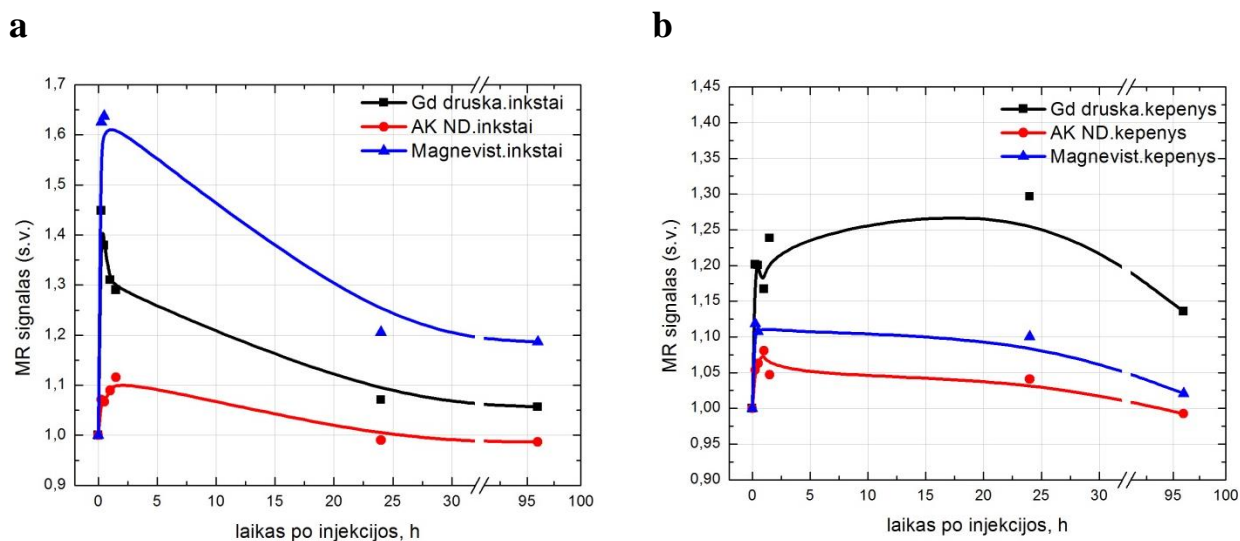 a
MR signalas (s.v.)
1,7
1,6
1,5
1,4
1,3
1,2
1,1
1,0
0,9
Gd druska.inkstai
AK ND.inkstai
Magnevist.inkstai
0 5 10 15 20 25 30 95 100
laikas po injekcijos, h
b
MR signalas (s.v.)
1,45
1,40
1,35
1,30
1,25
1,20
1,15
1,10
1,05
1,00
0,95
0,90
Gd druska.kepenys
AK ND.kepenys
Magnevist.kepenys
0 5 10 15 20 25 30 95 100
laikas po injekcijos, h